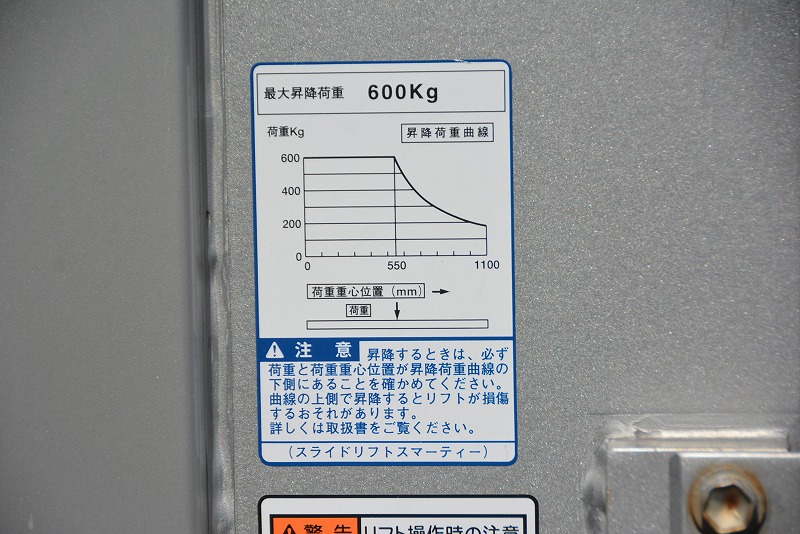 最大昇降荷重 600Kg
荷重Kg
昇降荷重曲線
600
400
200
0
0 550 1100
荷重重心位置(mm)→
荷重
注意 昇降するときは、必ず
荷重と荷重重心位置が昇降荷重曲線の
下側にあることを確かめてください。
曲線の上側で昇降するとリフトが損傷
するおそれがあります。
詳しくは取扱書をご覧ください。
(スライドリフトスマーティー)
警告 リフト操作時の注意